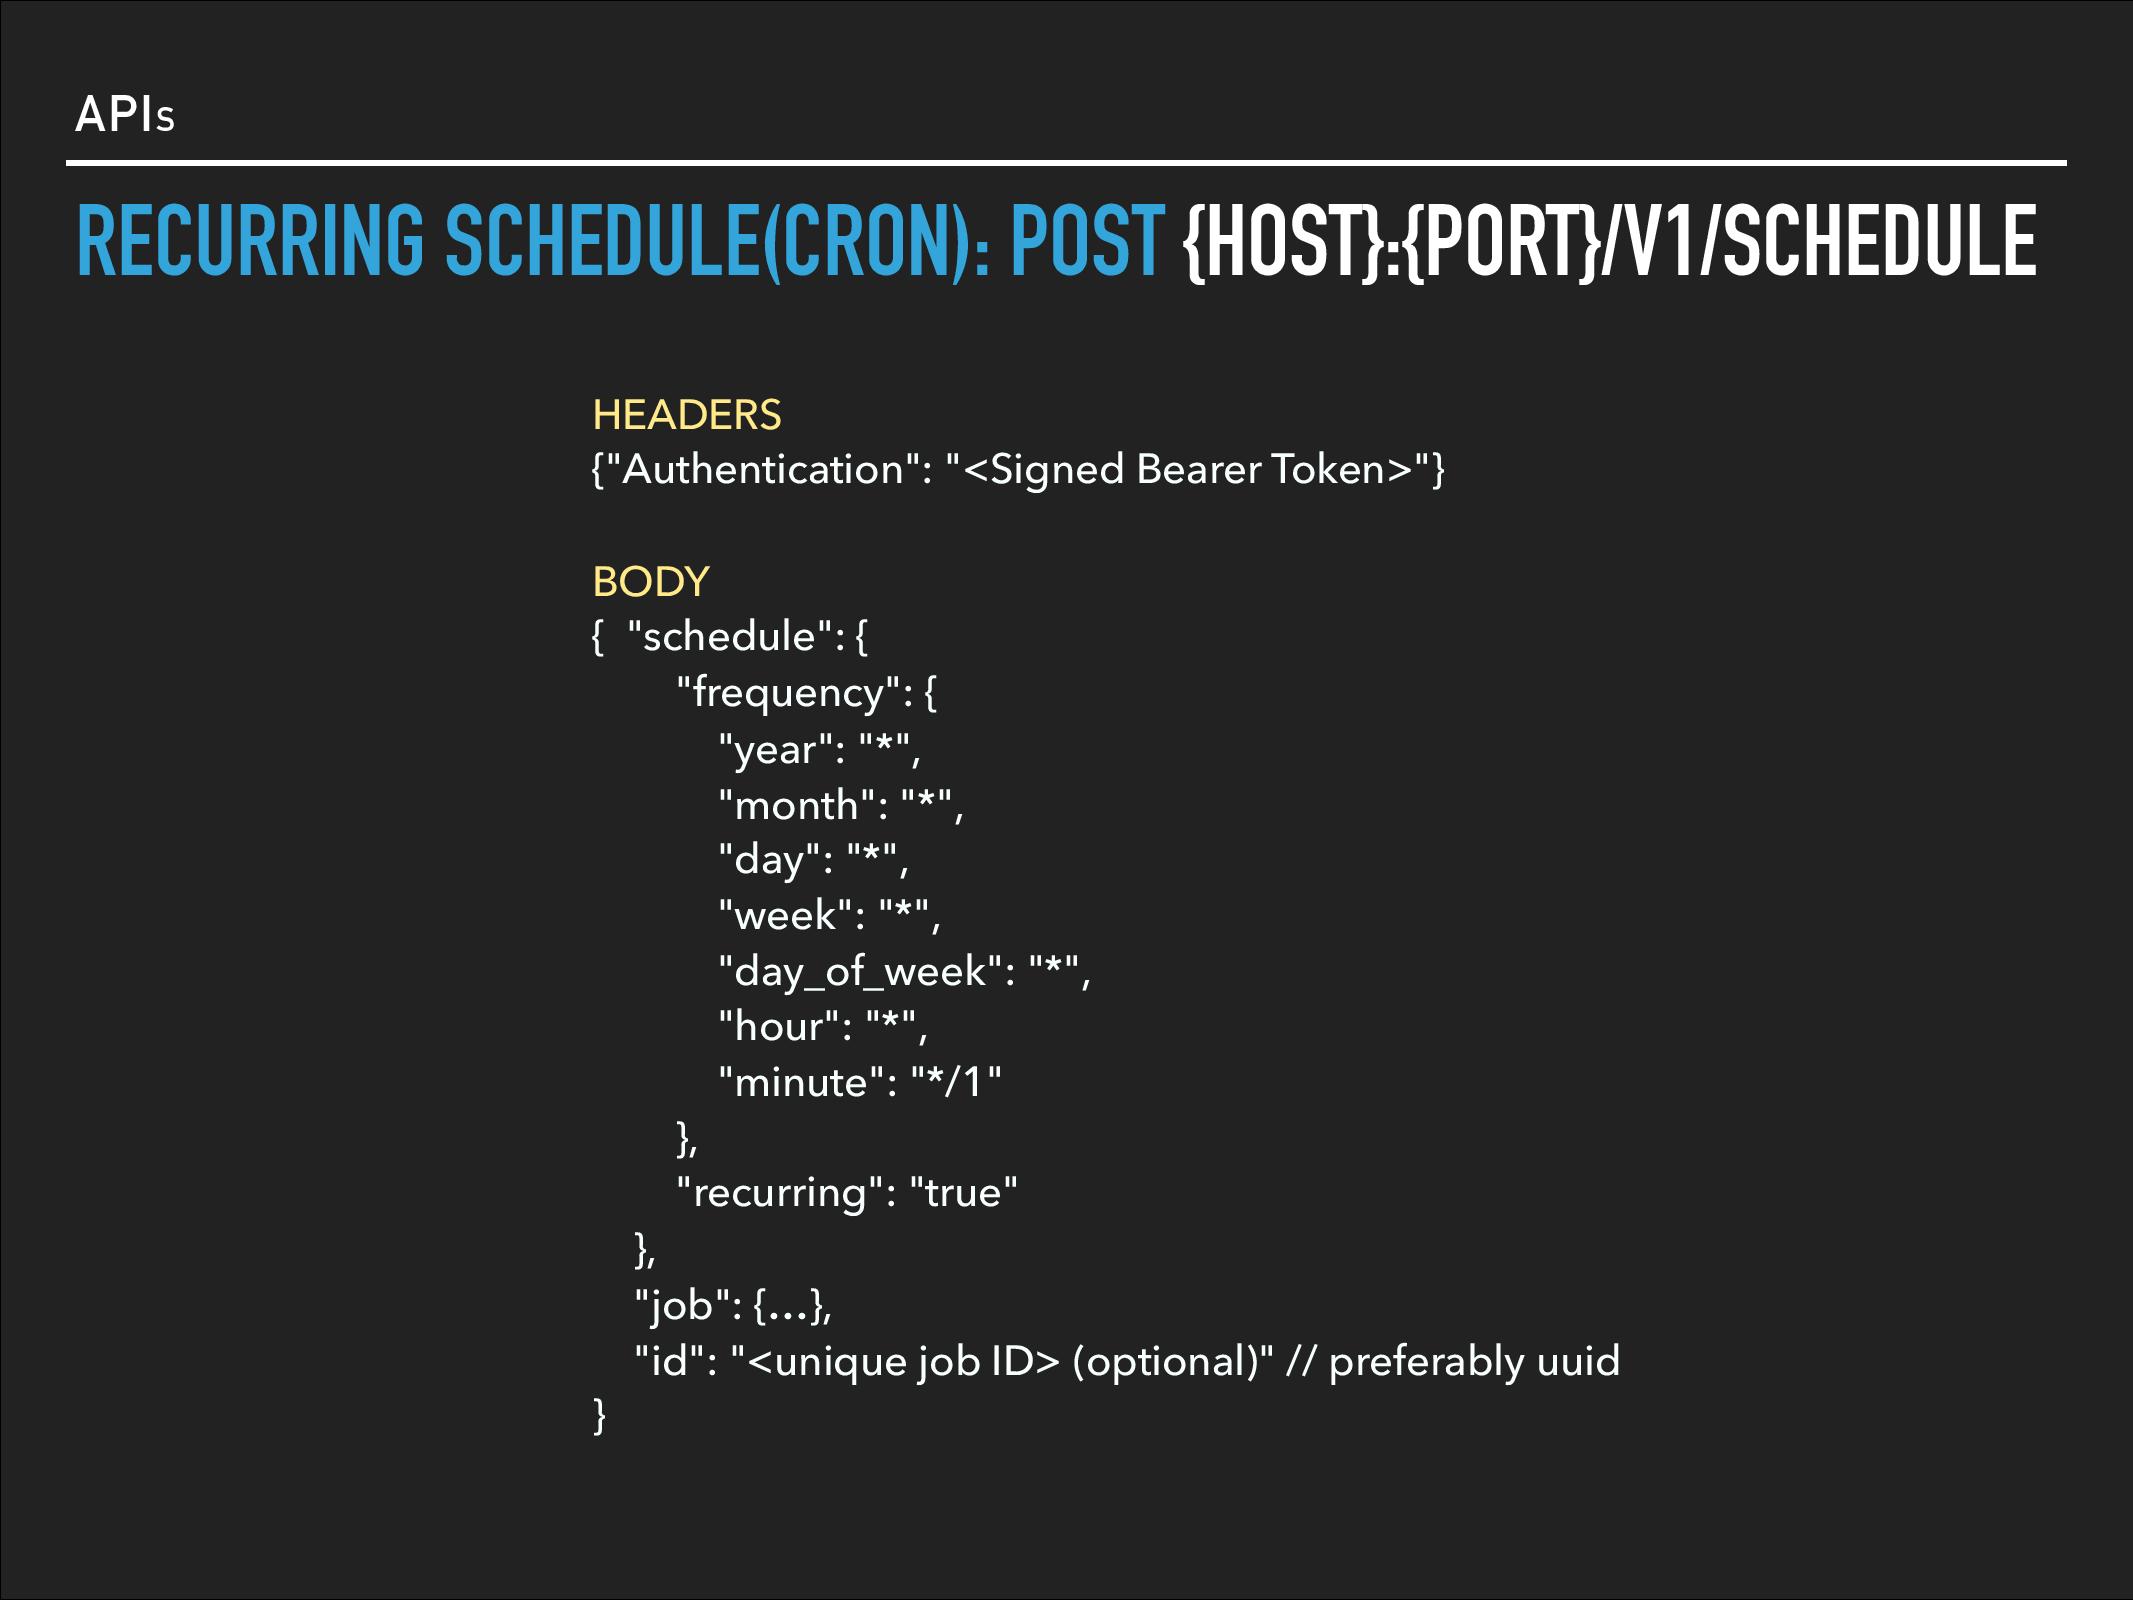 APIs
RECURRING SCHEDULE(CRON): POST {HOST}:{PORT}/V1/SCHEDULE
HEADERS
{"Authentication": "<Signed Bearer Token>"}
BODY
{  "schedule": {
"frequency": {
"year": "*",
"month": "*",
"day": "*",
"week": "*",
"day_of_week": "*",
"hour": "*",
"minute": "*/1"
},
"recurring": "true"
},
"job": {…},
"id": "<unique job ID> (optional)" // preferably uuid
}